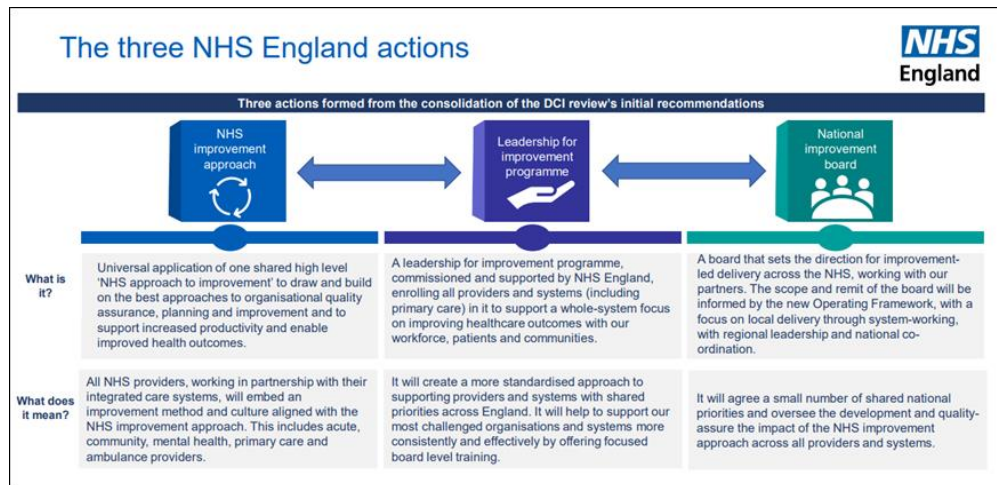 The three NHS England actions
NHS
England
Three actions formed from the consolidation of the DCI review's initial recommendations
NHS
improvement
approach
Leadership for
improvement
programme
National
improvement
board
What is
it?
Universal application of one shared high level
'NHS approach to improvement' to draw and build
on the best approaches to organisational quality
assurance, planning and improvement and to
support increased productivity and enable
improved health outcomes.
A leadership for improvement programme,
commissioned and supported by NHS England,
enrolling all providers and systems (including
primary care) in it to support a whole-system focus
on improving healthcare outcomes with our
workforce, patients and communities.
A board that sets the direction for improvement-
led delivery across the NHS, working with our
partners. The scope and remit of the board will be
informed by the new Operating Framework, with a
focus on local delivery through system-working,
with regional leadership and national co-
ordination.
What does
it mean?
All NHS providers, working in partnership with their
integrated care systems, will embed an
improvement method and culture aligned with the
NHS improvement approach. This includes acute,
community, mental health, primary care and
ambulance providers.
It will create a more standardised approach to
supporting providers and systems with shared
priorities across England. It will help to support our
most challenged organisations and systems more
consistently and effectively by offering focused
board level training.
It will agree a small number of shared national
priorities and oversee the development and quality-
assure the impact of the NHS improvement
approach across all providers and systems.